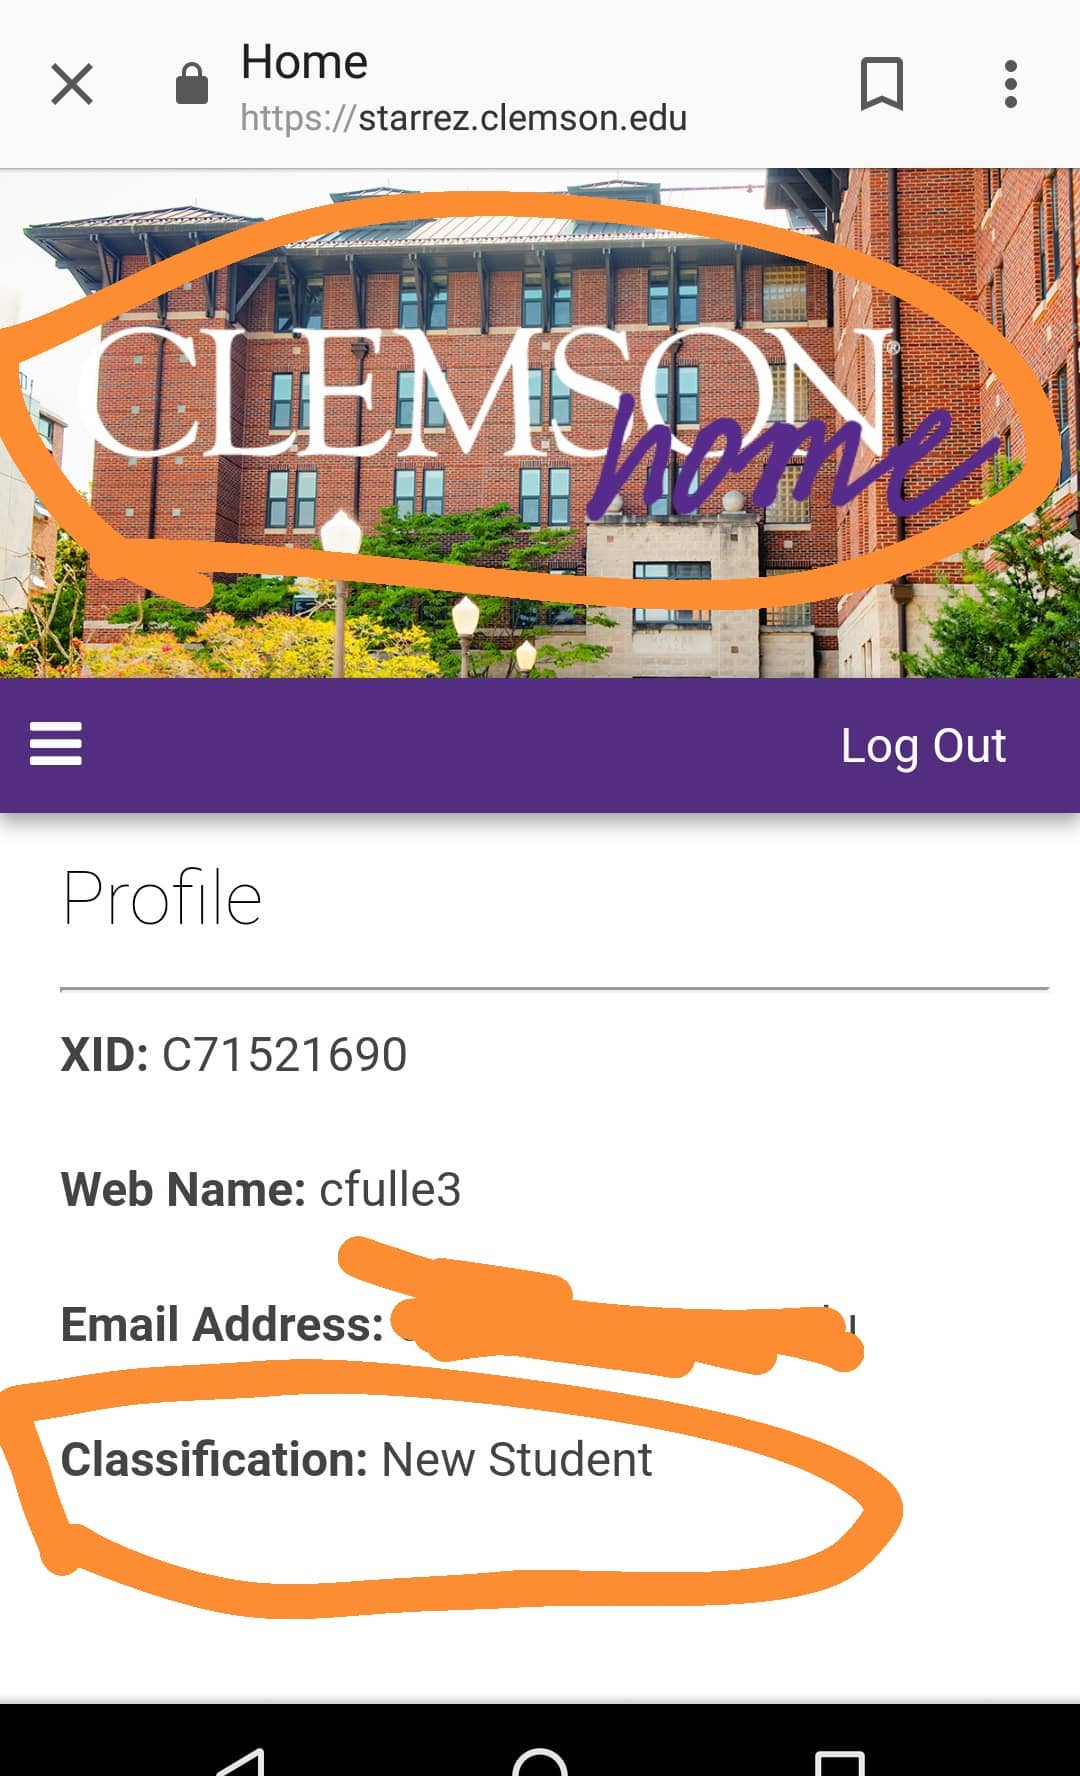 Home
https://starrez.clemson.edu
CLEMSON®
home
Log Out
Profile
XID: C71521690
Web Name: cfulle3
Email Address:
Classification: New Student